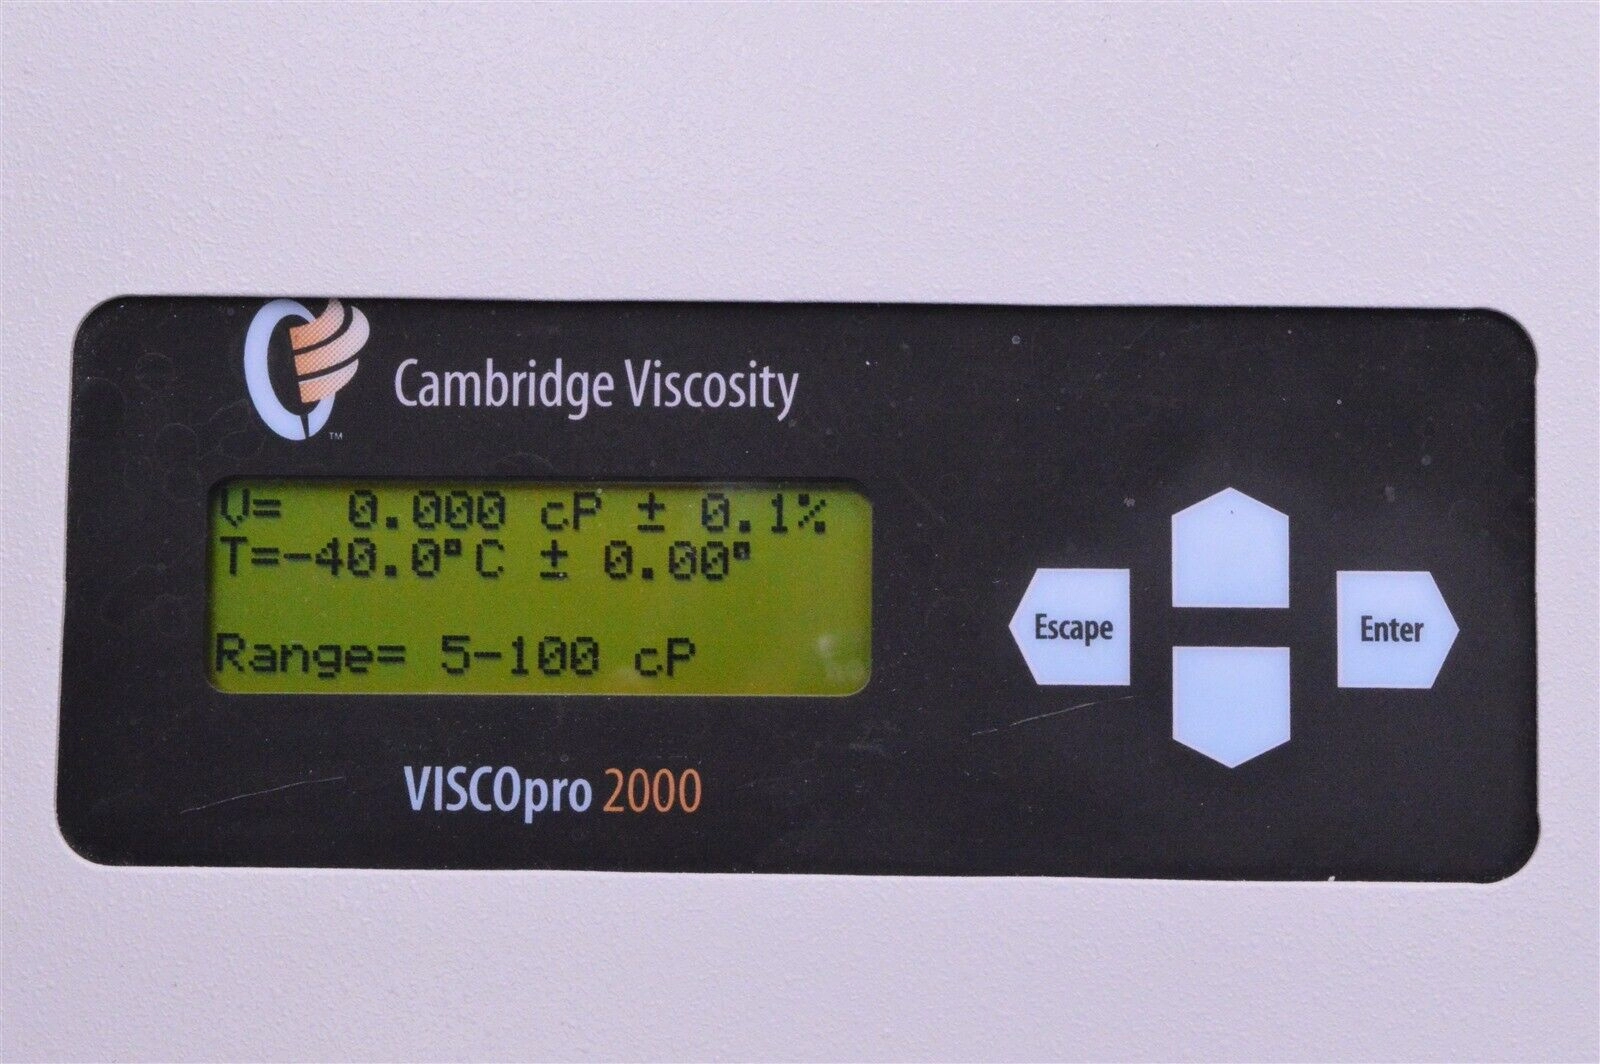 Cambridge Viscosity
TM
V= 0.000 cP ± 0.1%
T=-40.0°C ± 0.00°
Range= 5-100 cP
Escape
Enter
VISCOpro 2000